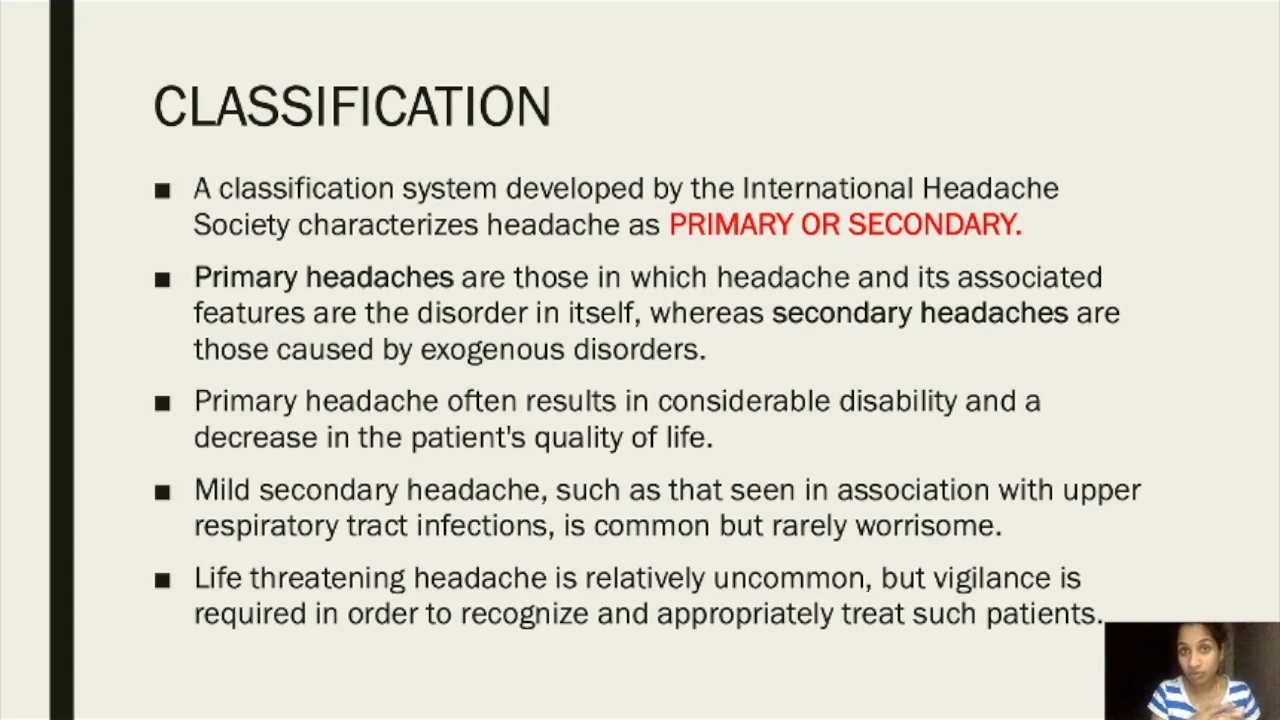 CLASSIFICATION
■ A classification system developed by the International Headache
Society characterizes headache as PRIMARY OR SECONDARY.
■ Primary headaches are those in which headache and its associated
features are the disorder in itself, whereas secondary headaches are
those caused by exogenous disorders.
■ Primary headache often results in considerable disability and a
decrease in the patient's quality of life.
■ Mild secondary headache, such as that seen in association with upper
respiratory tract infections, is common but rarely worrisome.
■ Life threatening headache is relatively uncommon, but vigilance is
required in order to recognize and appropriately treat such patients.